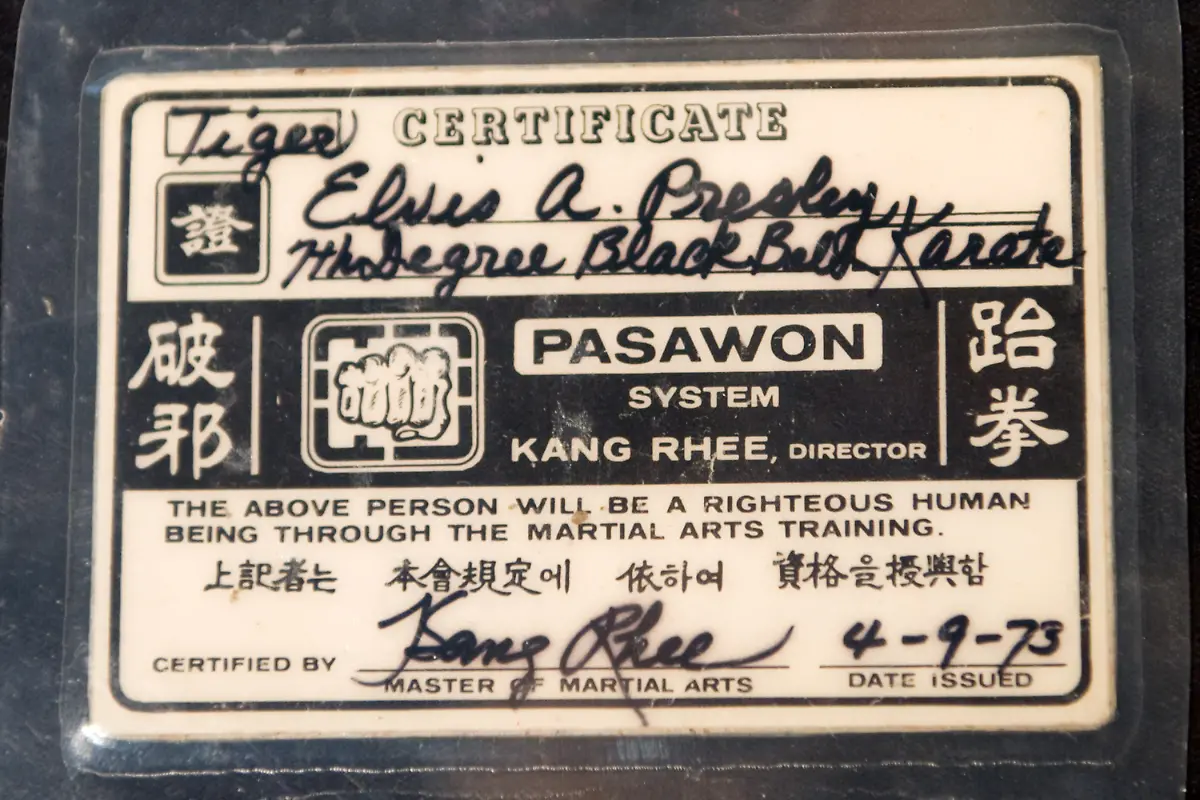 Tiger CERTIFICATE
Elvis A. Presley
證
7th Degree Black Belt Karate
破邪
PASAWON
SYSTEM
KANG RHEE, DIRECTOR
跆拳
THE ABOVE PERSON WILL BE A RIGHTEOUS HUMAN
BEING THROUGH THE MARTIAL ARTS TRAINING.
上記者는 本會規定에 依하여 資格을 授與함
Kang Rhee 4-9-73
CERTIFIED BY
MASTER OF MARTIAL ARTS DATE ISSUED